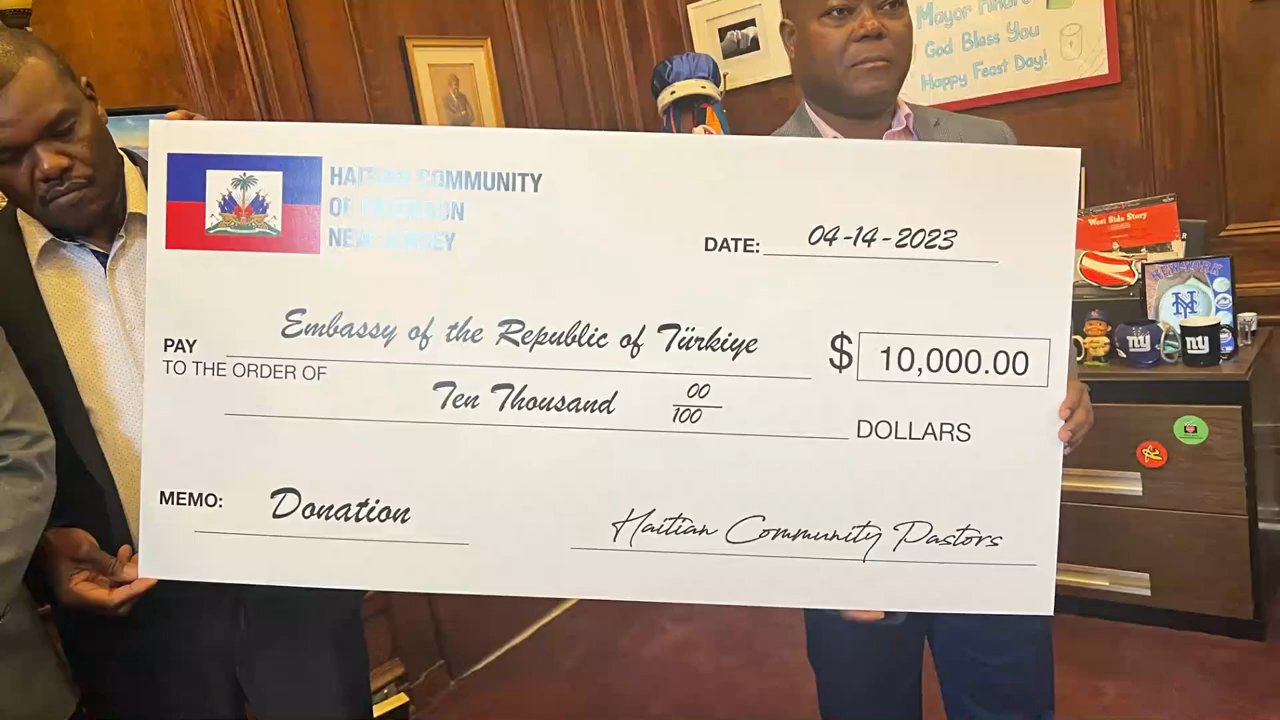 Mayor
God Bless You
Happy Feast Day!
HAITIAN COMMUNITY
OF PATERSON
NEW JERSEY
DATE: 04-14-2023
PAY
TO THE ORDER OF
Embassy of the Republic of Türkiye
$ 10,000.00
Ten Thousand 00/100 DOLLARS
MEMO: Donation
Haitian Community Pastors
West Side Story
NEW YORK
NY
ny
ny